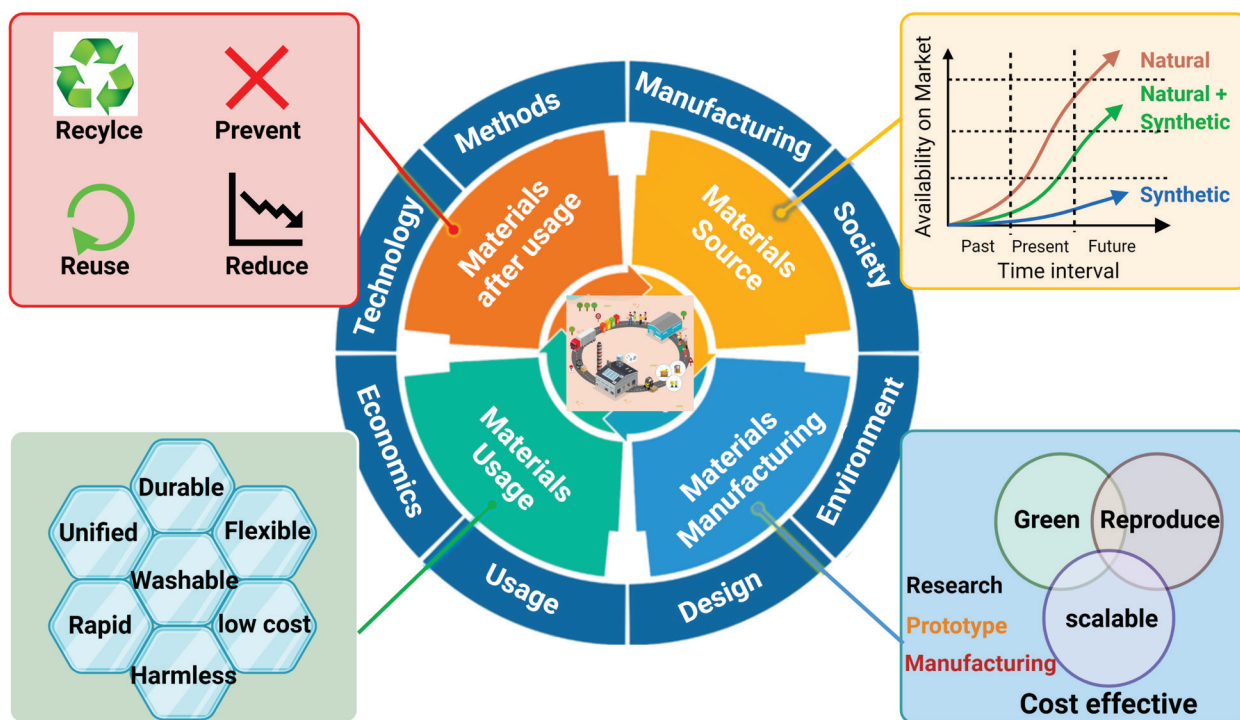 Recylce
Prevent
Reuse
Reduce
Methods
Manufacturing
Technology
Society
Economics
Environment
Usage
Design
Materials
after usage
Materials
Source
Materials
Usage
Materials
Manufacturing
Availability on Market
Natural
Natural +
Synthetic
Synthetic
Past
Present
Future
Time interval
Durable
Unified
Flexible
Washable
Rapid
low cost
Harmless
Green
Reproduce
Research
scalable
Prototype
Manufacturing
Cost effective